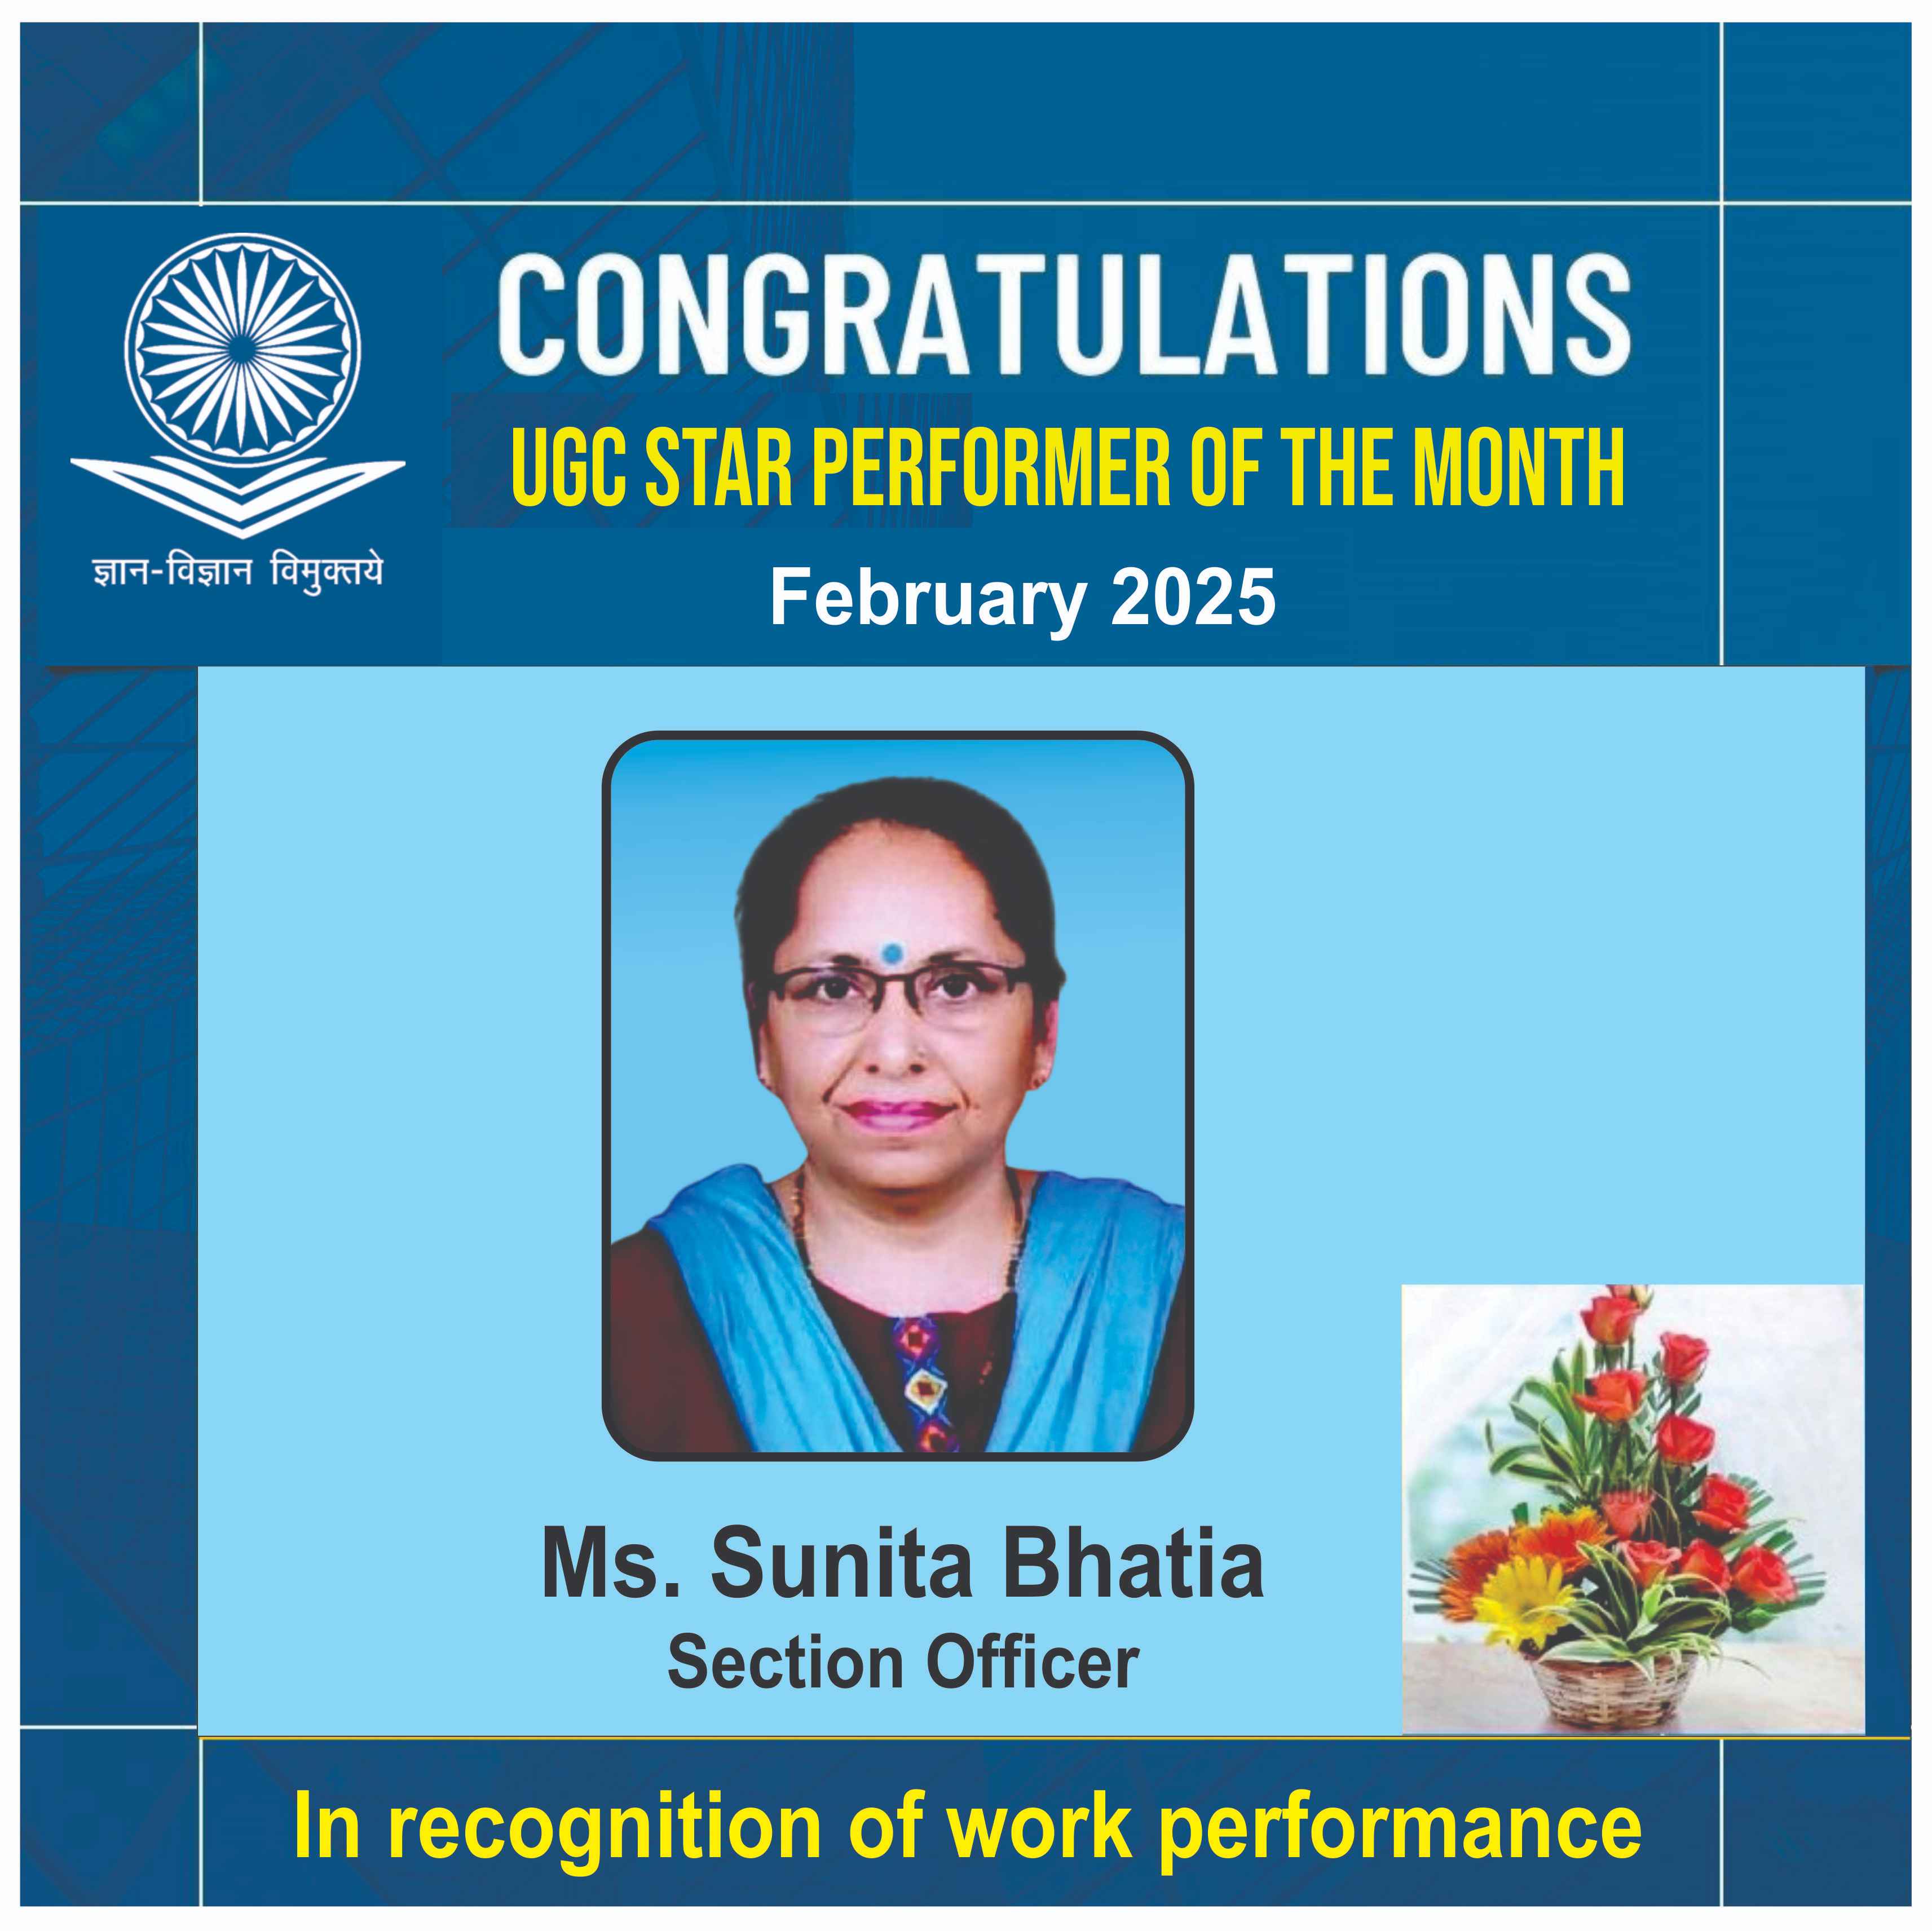 CONGRATULATIONS
UGC STAR PERFORMER OF THE MONTH
February 2025
ज्ञान-विज्ञान विमुक्तये
Ms. Sunita Bhatia
Section Officer
In recognition of work performance